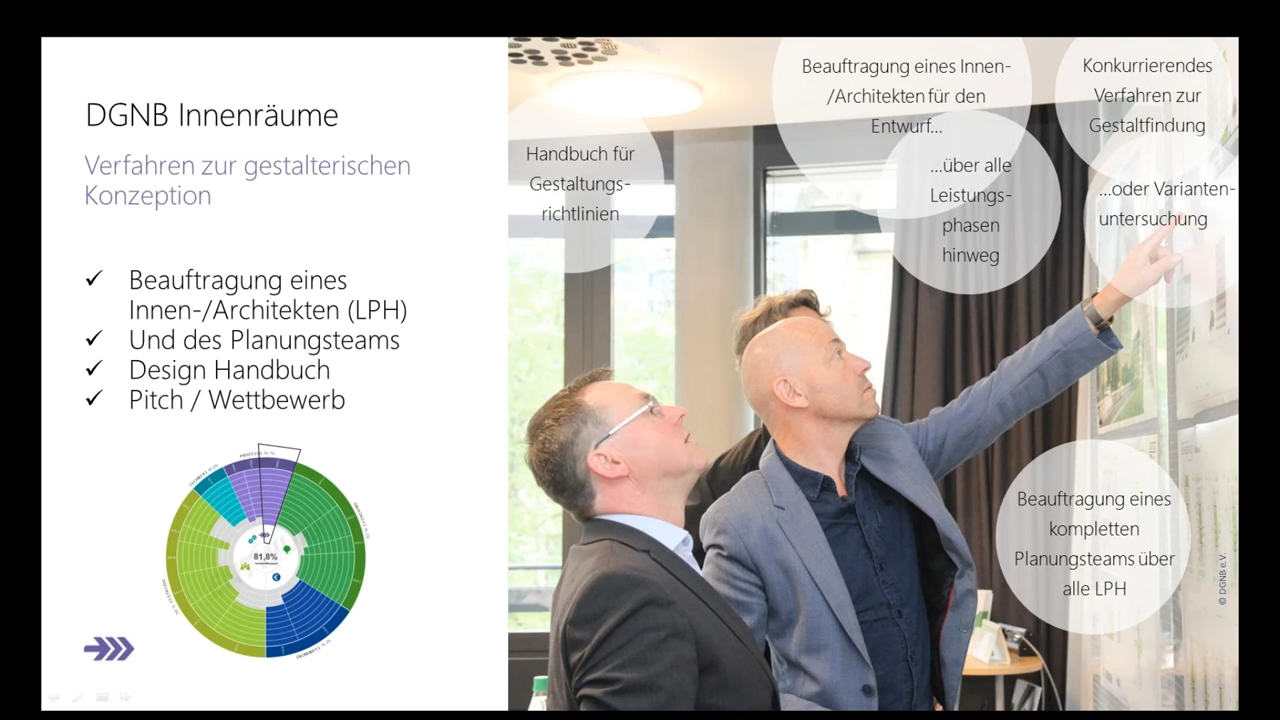 DGNB Innenräume
Verfahren zur gestalterischen
Konzeption
✓ Beauftragung eines
Innen-/Architekten (LPH)
✓ Und des Planungsteams
✓ Design Handbuch
✓ Pitch / Wettbewerb
81,8%
Handbuch für
Gestaltungs-
richtlinien
Beauftragung eines Innen-
/Architekten für den
Entwurf...
...über alle
Leistungs-
phasen
hinweg
Konkurrierendes
Verfahren zur
Gestaltfindung
...oder Varianten-
untersuchung
Beauftragung eines
kompletten
Planungsteams über
alle LPH
© DGNB e.V.